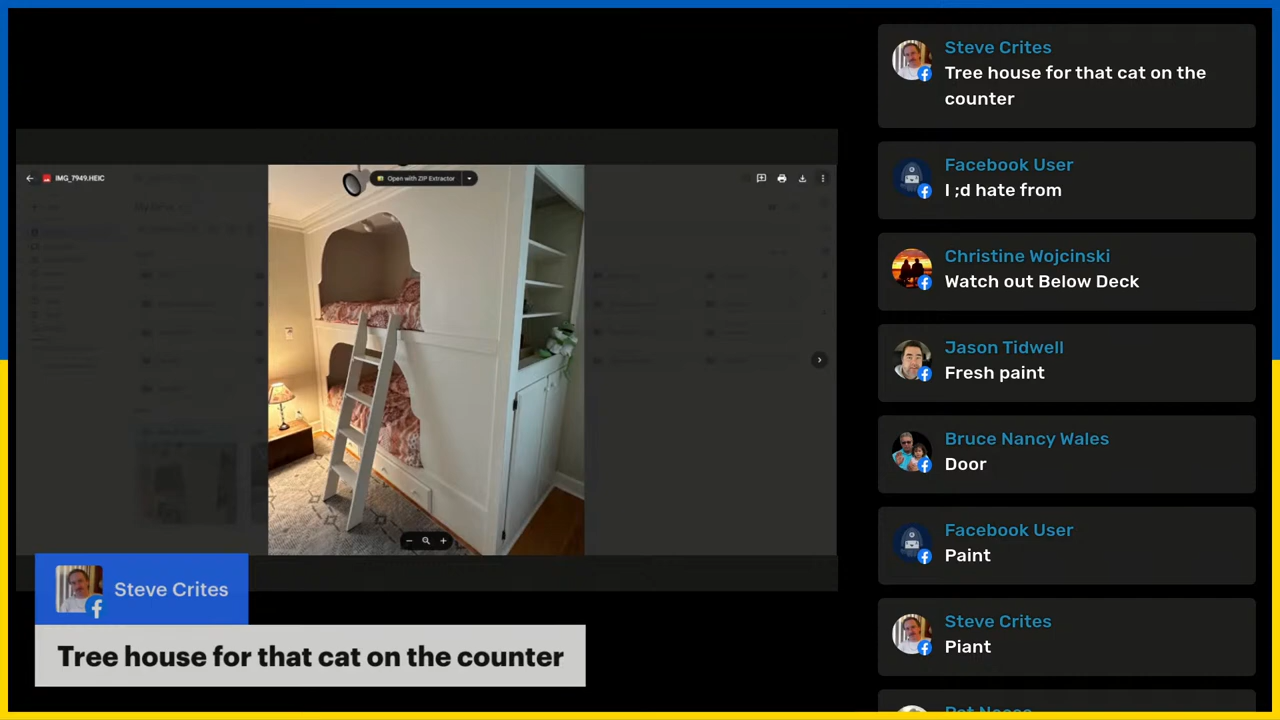 IMG_7949.HEIC
Open with ZIP Extractor
Steve Crites
Tree house for that cat on the counter
Steve Crites
Tree house for that cat on the
counter
Facebook User
I ;d hate from
Christine Wojcinski
Watch out Below Deck
Jason Tidwell
Fresh paint
Bruce Nancy Wales
Door
Facebook User
Paint
Steve Crites
Piant